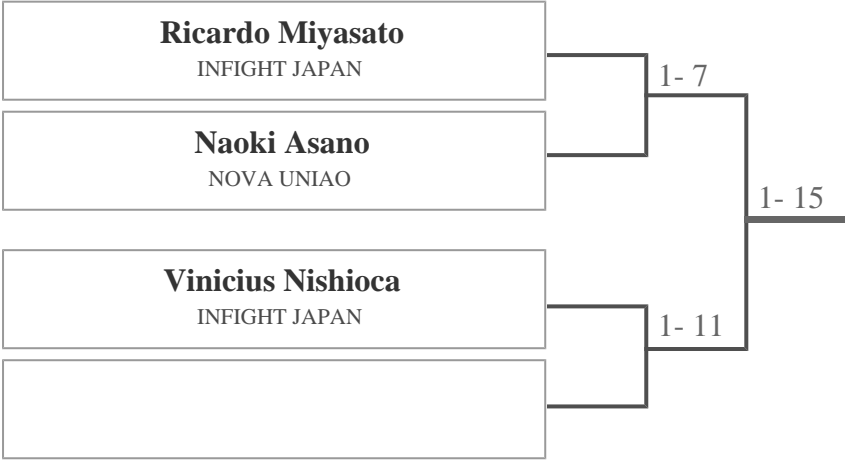 Ricardo Miyasato
INFIGHT JAPAN
1- 7
Naoki Asano
NOVA UNIAO
1- 15
Vinicius Nishioca
INFIGHT JAPAN
1- 11